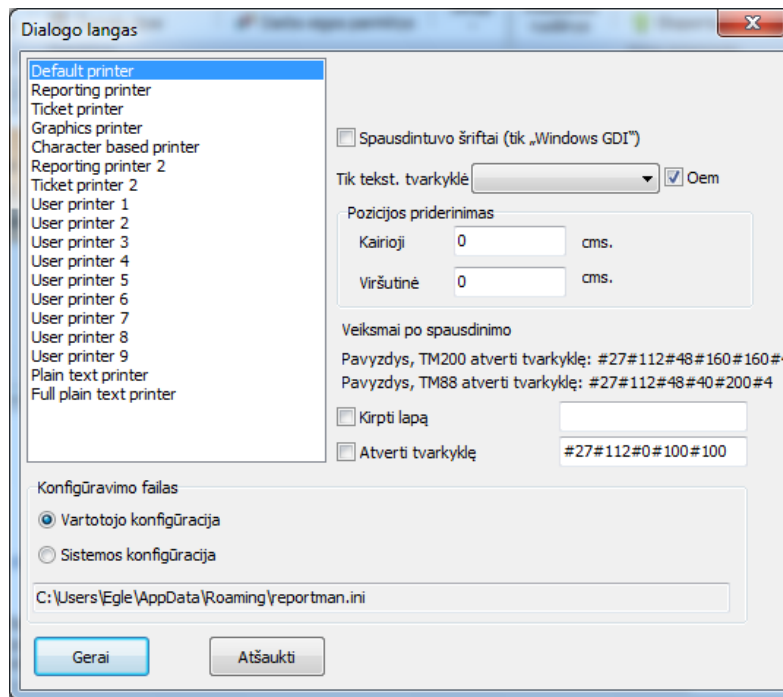 Dialogo langas
Default printer
Reporting printer
Ticket printer
Graphics printer
Character based printer
Reporting printer 2
Ticket printer 2
User printer 1
User printer 2
User printer 3
User printer 4
User printer 5
User printer 6
User printer 7
User printer 8
User printer 9
Plain text printer
Full plain text printer
Spausdintuvo šriftai (tik „Windows GDI“)
Tik tekst. tvarkyklė
Oem
Pozicijos priderinimas
Kairioji 0 cms.
Viršutinė 0 cms.
Veiksmai po spausdinimo
Pavyzdys, TM200 atverti tvarkyklę: #27#112#48#160#160#4
Pavyzdys, TM88 atverti tvarkyklę: #27#112#48#40#200#4
Kirpti lapą
Atverti tvarkyklę #27#112#0#100#100
Konfigūravimo failas
Vartotojo konfigūracija
Sistemos konfigūracija
C:\Users\Egle\AppData\Roaming\reportman.ini
Gerai Atšaukti